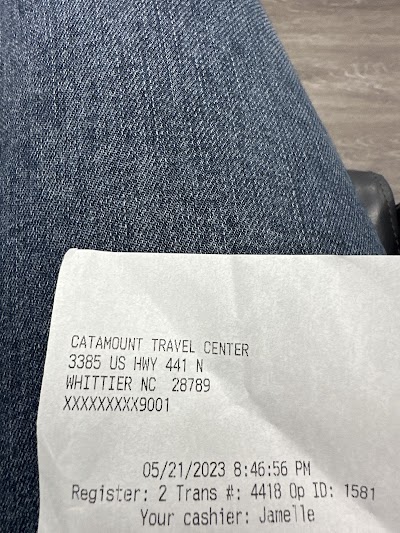 CATAMOUNT TRAVEL CENTER
3385 US HWY 441 N
WHITTIER NC 28789
XXXXXXXXX9001
05/21/2023 8:46:56 PM
Register: 2 Trans #: 4418 Op ID: 1581
Your cashier: Jamelle